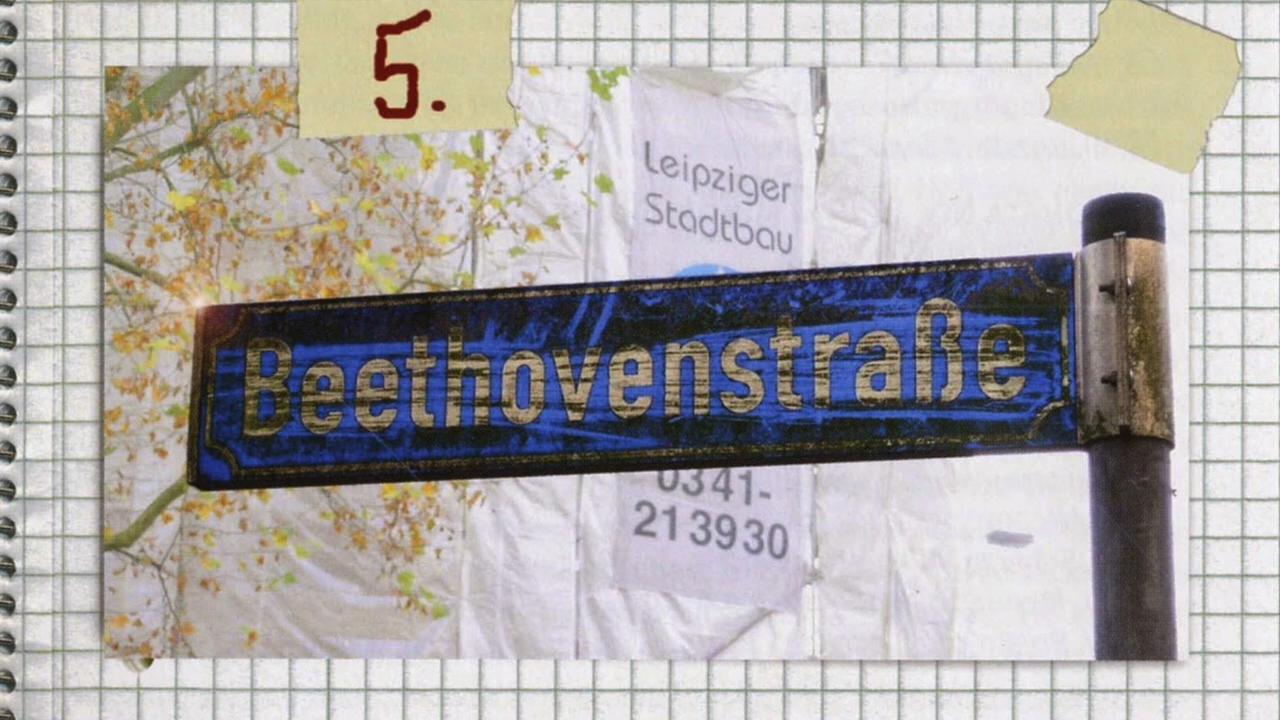 5.
Leipziger
Stadtbau
Beethovenstraße
0341-
213930